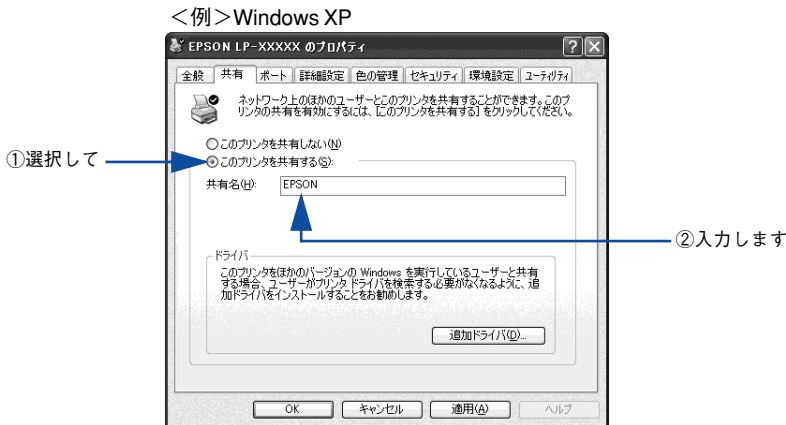 ＜例＞Windows XP
EPSON LP-XXXXX のプロパティ
全般 共有 ポート 詳細設定 色の管理 セキュリティ 環境設定 ユーティリティ
ネットワーク上のほかのユーザーとこのプリンタを共有することができます。このプ
リンタの共有を有効にするには、[このプリンタを共有する] をクリックしてください。
このプリンタを共有しない(N)
①選択して
このプリンタを共有する(S):
共有名(H): EPSON
②入力します
ドライバ
このプリンタをほかのバージョンの Windows を実行しているユーザーと共有
する場合、ユーザーがプリンタ ドライバを検索する必要がなくなるように、追
加ドライバをインストールすることをお勧めします。
追加ドライバ(D)...
OK キャンセル 適用(A) ヘルプ